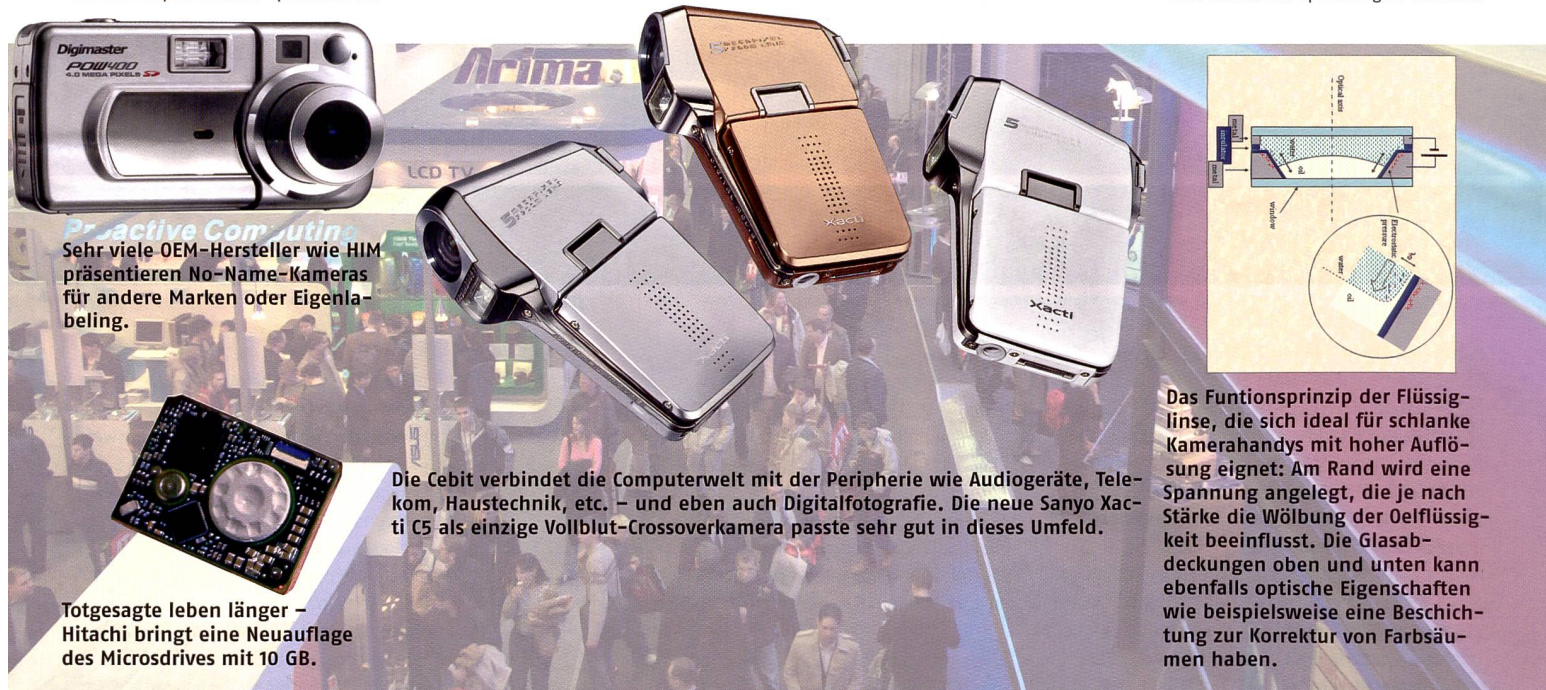 Digimaster
POW400
4.0 MEGA PIXELS SD
Arima
LCD TV
Proactive Computing
Sehr viele OEM-Hersteller wie HIM
präsentieren No-Name-Kameras
für andere Marken oder Eigenla-
beling.
5
Xacti
5
Xacti
5
Xacti
Optical axis
metal
insulator
metal
water
oil
window
Electrostatic
pressure
water
oil
Totgesagte leben länger –
Hitachi bringt eine Neuauflage
des Microsdrives mit 10 GB.
Die Cebit verbindet die Computerwelt mit der Peripherie wie Audiogeräte, Tele-
kom, Haustechnik, etc. – und eben auch Digitalfotografie. Die neue Sanyo Xac-
ti C5 als einzige Vollblut-Crossoverkamera passte sehr gut in dieses Umfeld.
Das Funtionsprinzip der Flüssig-
linse, die sich ideal für schlanke
Kamerahandys mit hoher Auflö-
sung eignet: Am Rand wird eine
Spannung angelegt, die je nach
Stärke die Wölbung der Oelflüssig-
keit beeinflusst. Die Glasab-
deckungen oben und unten kann
ebenfalls optische Eigenschaften
wie beispielsweise eine Beschich-
tung zur Korrektur von Farbsäu-
men haben.